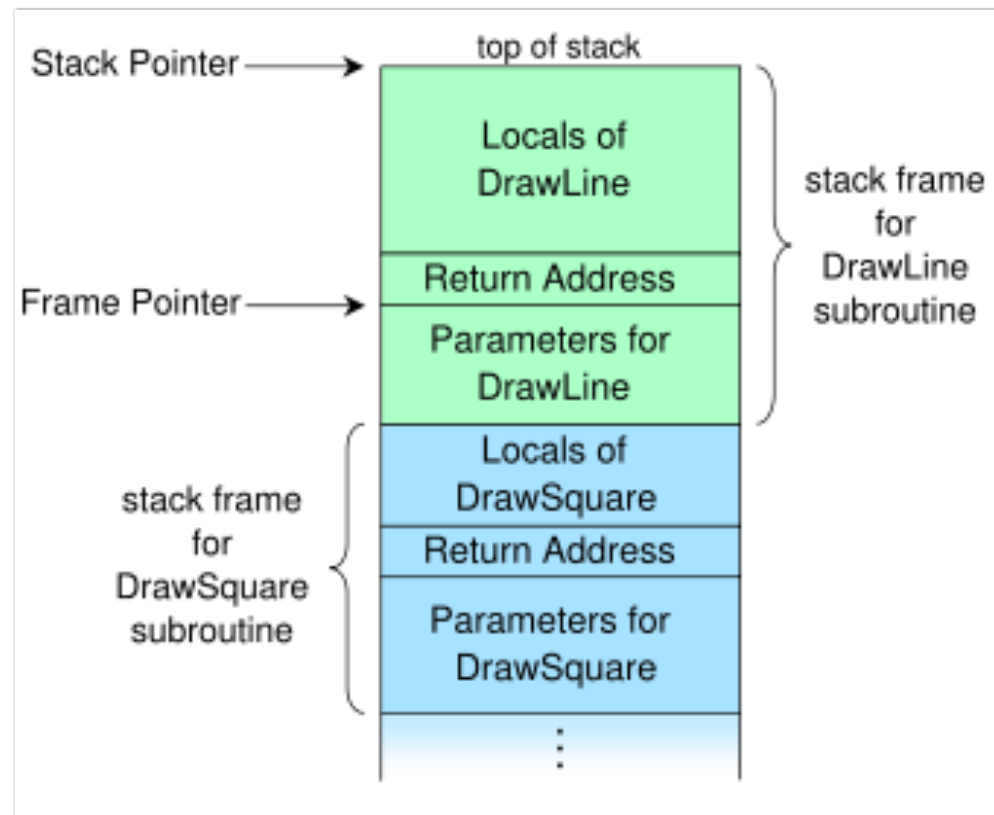 top of stack
Stack Pointer
Locals of
DrawLine
stack frame
for
DrawLine
subroutine
Return Address
Frame Pointer
Parameters for
DrawLine
Locals of
DrawSquare
stack frame
for
DrawSquare
subroutine
Return Address
Parameters for
DrawSquare